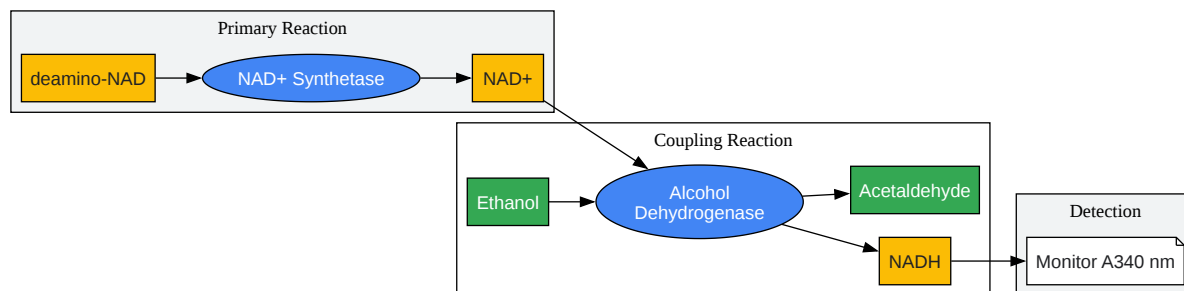 Primary Reaction
deamino-NAD
NAD+ Synthetase
NAD+
Coupling Reaction
Ethanol
Alcohol
Dehydrogenase
Acetaldehyde
NADH
Detection
Monitor A340 nm